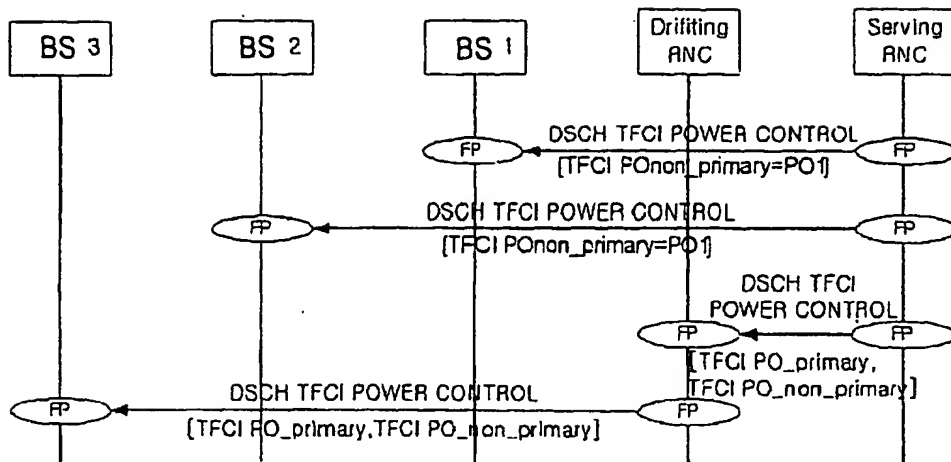 BS 3
BS 2
BS 1
Drifiting
RNC
Serving
RNC
DSCH TFCI POWER CONTROL
FP
FP
[TFCI POnon_primary=PO1]
DSCH TFCI POWER CONTROL
FP
FP
[TFCI POnon_primary=PO1]
DSCH TFCI
POWER CONTROL
FP
FP
[TFCI PO_primary,
TFCI PO_non_primary]
DSCH TFCI POWER CONTROL
FP
FP
[TFCI PO_primary,TFCI PO_non_primary]